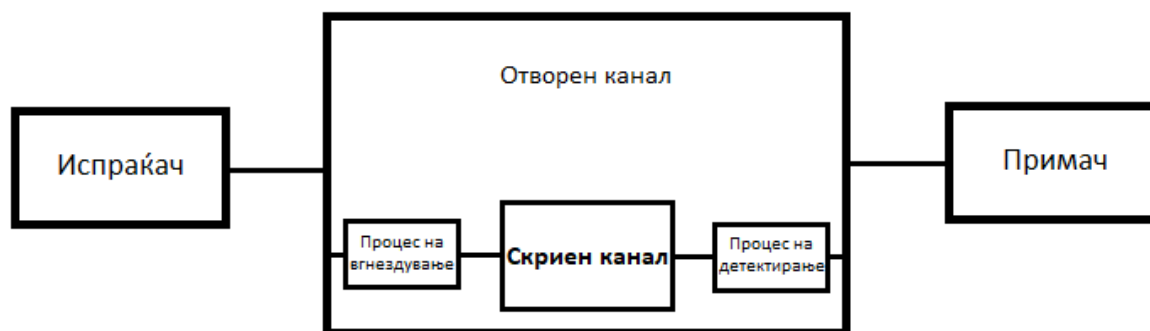 Отворен канал
Испраќач
Примач
Процес на
вгнездување
Скриен канал
Процес на
детектирање